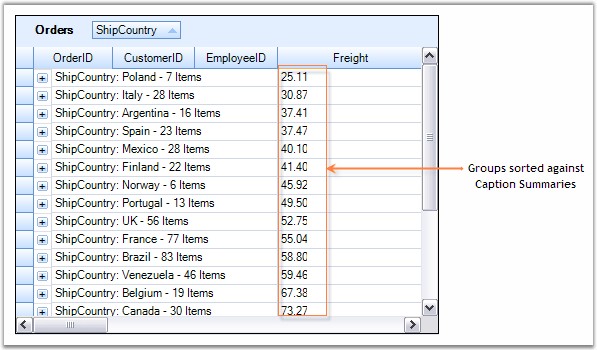 Orders ShipCountry
OrderID CustomerID EmployeeID Freight
ShipCountry: Poland - 7 Items 25.11
ShipCountry: Italy - 28 Items 30.87
ShipCountry: Argentina - 16 Items 37.41
ShipCountry: Spain - 23 Items 37.47
ShipCountry: Mexico - 28 Items 40.10
ShipCountry: Finland - 22 Items 41.40
ShipCountry: Norway - 6 Items 45.92
ShipCountry: Portugal - 13 Items 49.50
ShipCountry: UK - 56 Items 52.75
ShipCountry: France - 77 Items 55.04
ShipCountry: Brazil - 83 Items 58.80
ShipCountry: Venezuela - 46 Items 59.46
ShipCountry: Belgium - 19 Items 67.38
ShipCountry: Canada - 30 Items 73.27
Groups sorted against
Caption Summaries